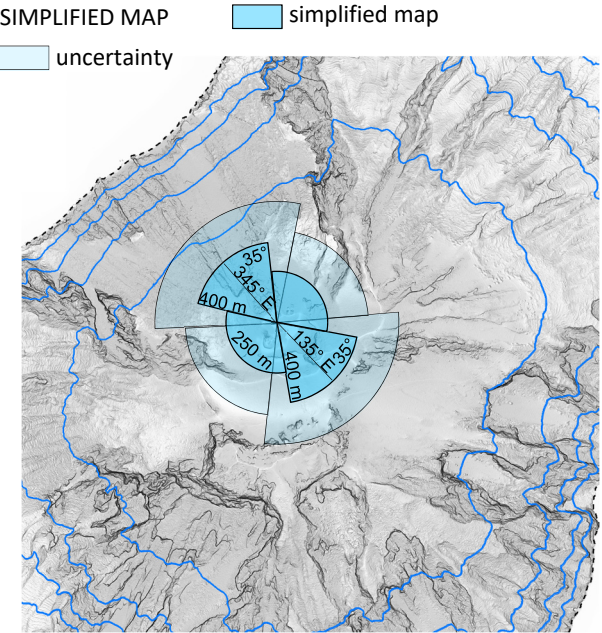 SIMPLIFIED MAP
simplified map
uncertainty
35°
345° E
400 m
250 m
400 m
135° E
35°